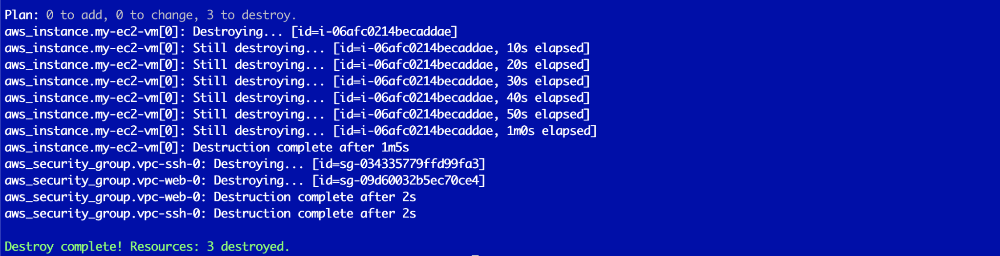 Plan: 0 to add, 0 to change, 3 to destroy.
aws_instance.my-ec2-vm[0]: Destroying... [id=i-06afc0214becaddae]
aws_instance.my-ec2-vm[0]: Still destroying... [id=i-06afc0214becaddae, 10s elapsed]
aws_instance.my-ec2-vm[0]: Still destroying... [id=i-06afc0214becaddae, 20s elapsed]
aws_instance.my-ec2-vm[0]: Still destroying... [id=i-06afc0214becaddae, 30s elapsed]
aws_instance.my-ec2-vm[0]: Still destroying... [id=i-06afc0214becaddae, 40s elapsed]
aws_instance.my-ec2-vm[0]: Still destroying... [id=i-06afc0214becaddae, 50s elapsed]
aws_instance.my-ec2-vm[0]: Still destroying... [id=i-06afc0214becaddae, 1m0s elapsed]
aws_instance.my-ec2-vm[0]: Destruction complete after 1m5s
aws_security_group.vpc-ssh-0: Destroying... [id=sg-034335779ffd99fa3]
aws_security_group.vpc-web-0: Destroying... [id=sg-09d60032b5ec70ce4]
aws_security_group.vpc-web-0: Destruction complete after 2s
aws_security_group.vpc-ssh-0: Destruction complete after 2s
Destroy complete! Resources: 3 destroyed.